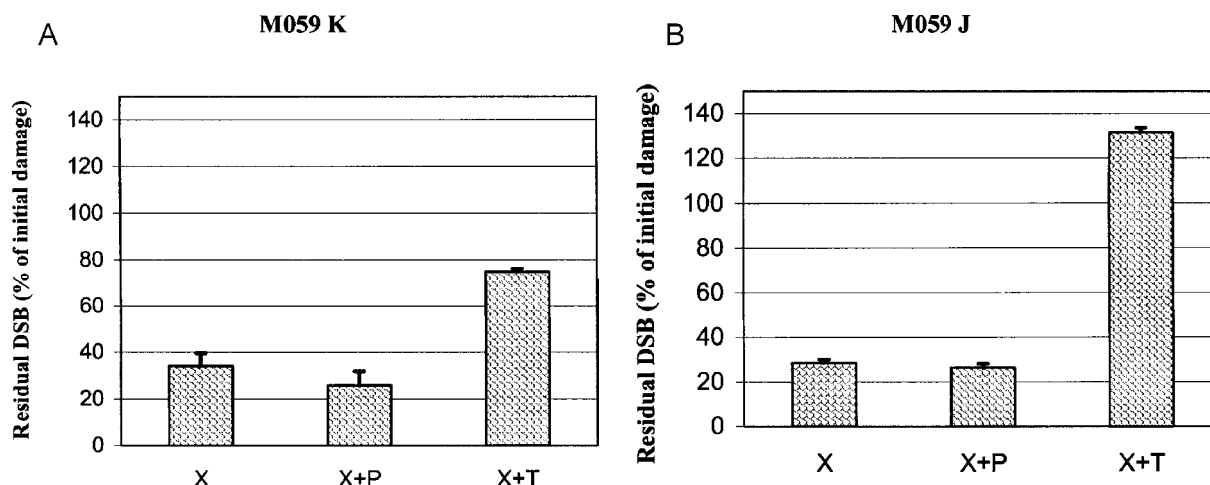 A
M059 K
Residual DSB (% of initial damage)
140
120
100
80
60
40
20
0
X
X+P
X+T
B
M059 J
Residual DSB (% of initial damage)
140
120
100
80
60
40
20
0
X
X+P
X+T